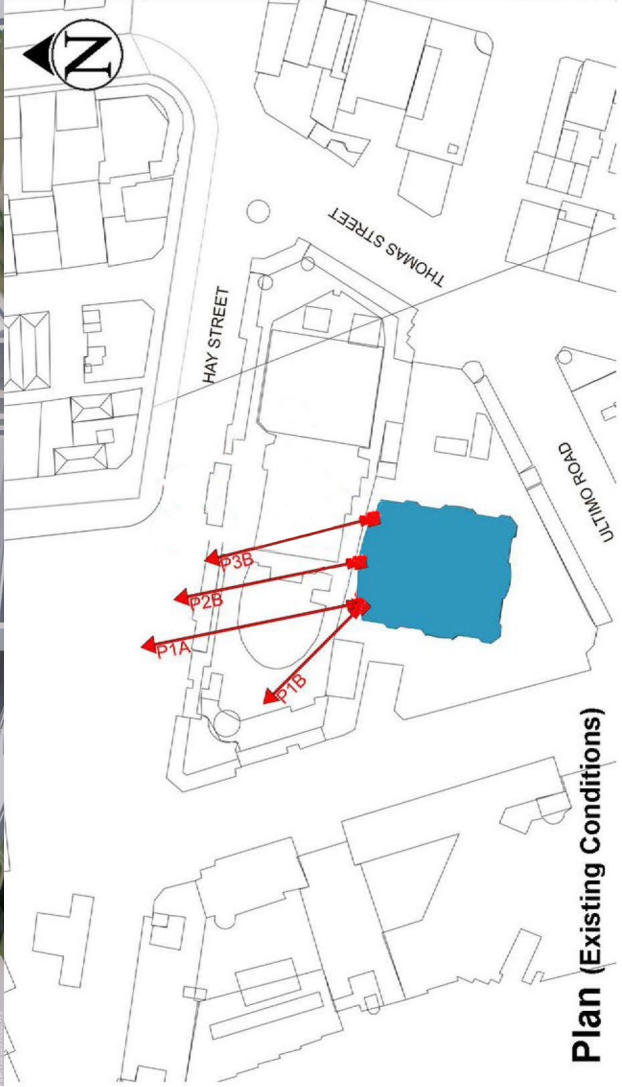 N
HAY STREET
THOMAS STREET
P3B
P2B
P1A
P1B
ULTIMO ROAD
Plan (Existing Conditions)